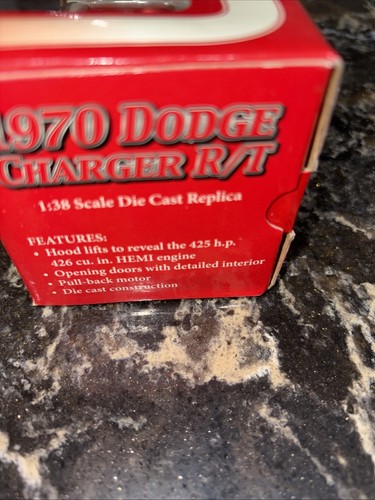 1970 DODGE
CHARGER R/T
1:38 Scale Die Cast Replica
FEATURES:
• Hood lifts to reveal the 425 h.p.
426 cu. in. HEMI engine
• Opening doors with detailed interior
• Pull-back motor
• Die cast construction